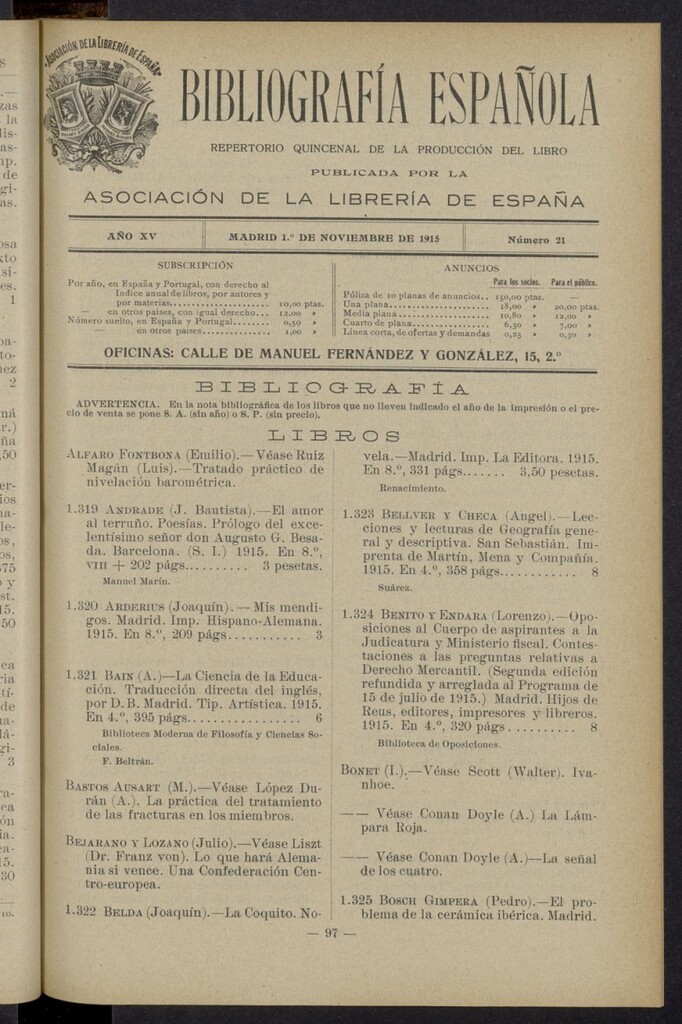 ASOCIACIÓN DE LA LIBRERÍA DE ESPAÑA
BIBLIOGRAFÍA ESPAÑOLA
REPERTORIO QUINCENAL DE LA PRODUCCIÓN DEL LIBRO
PUBLICADA POR LA
ASOCIACIÓN DE LA LIBRERÍA DE ESPAÑA
AÑO XV
MADRID 1.º DE NOVIEMBRE DE 1915
Número 21
SUBSCRIPCIÓN
Por año, en España y Portugal, con derecho al
Indice anual de libros, por autores y
por materias...................... 10,00 ptas.
— en otros países, con igual derecho... 12,00 »
Número suelto, en España y Portugal........ 0,50 »
— en otros países............... 1,00 »
ANUNCIOS
Para los socios. Para el público.
Póliza de 10 planas de anuncios.. 150,00 ptas. —
Una plana...................... 18,00 » 20,00 ptas.
Media plana.................... 10,80 » 12,00 »
Cuarto de plana................ 6,30 » 7,00 »
Línea corta, de ofertas y demandas 0,25 » 0,30 »
OFICINAS: CALLE DE MANUEL FERNÁNDEZ Y GONZÁLEZ, 15, 2.º
BIBLIOGRAFÍA
ADVERTENCIA. En la nota bibliográfica de los libros que no lleven indicado el año de la impresión o el pre-
cio de venta se pone S. A. (sin año) o S. P. (sin precio).
LIBROS
ALFARO FONTBONA (Emilio).—Véase Ruiz
Magán (Luis).—Tratado práctico de
nivelación barométrica.
1.319 ANDRADE (J. Bautista).—El amor
al terruño. Poesías. Prólogo del exce-
lentísimo señor don Augusto G. Besa-
da. Barcelona. (S. I.) 1915. En 8.º,
VIII + 202 págs.......... 3 pesetas.
Manuel Marín.
1.320 ARDERIUS (Joaquín).—Mis mendi-
gos. Madrid. Imp. Hispano-Alemana.
1915. En 8.º, 209 págs........... 3
1.321 BAIN (A.)—La Ciencia de la Educa-
ción. Traducción directa del inglés,
por D. B. Madrid. Tip. Artística. 1915.
En 4.º, 395 págs................. 6
Biblioteca Moderna de Filosofía y Ciencias So-
ciales.
F. Beltrán.
BASTOS AUSART (M.).—Véase López Du-
rán (A.). La práctica del tratamiento
de las fracturas en los miembros.
BEJARANO Y LOZANO (Julio).—Véase Liszt
(Dr. Franz von). Lo que hará Alema-
nia si vence. Una Confederación Cen-
tro-europea.
1.322 BELDA (Joaquín).—La Coquito. No-
vela.—Madrid. Imp. La Editora. 1915.
En 8.º, 331 págs....... 3,50 pesetas.
Renacimiento.
1.323 BELLVER Y CHECA (Angel).—Lec-
ciones y lecturas de Geografía gene-
ral y descriptiva. San Sebastián. Im-
prenta de Martín, Mena y Compañía.
1915. En 4.º, 358 págs........... 8
Suárez.
1.324 BENITO Y ENDARA (Lorenzo).—Opo-
siciones al Cuerpo de aspirantes a la
Judicatura y Ministerio fiscal. Contes-
taciones a las preguntas relativas a
Derecho Mercantil. (Segunda edición
refundida y arreglada al Programa de
15 de julio de 1915.) Madrid. Hijos de
Reus, editores, impresores y libreros.
1915. En 4.º, 320 págs.......... 8
Biblioteca de Oposiciones.
BONET (I.).—Véase Scott (Walter). Iva-
nhoe.
—— Véase Conan Doyle (A.) La Lám-
para Roja.
—— Véase Conan Doyle (A.)—La señal
de los cuatro.
1.325 BOSCH GIMPERA (Pedro).—El pro-
blema de la cerámica ibérica. Madrid.
— 97 —